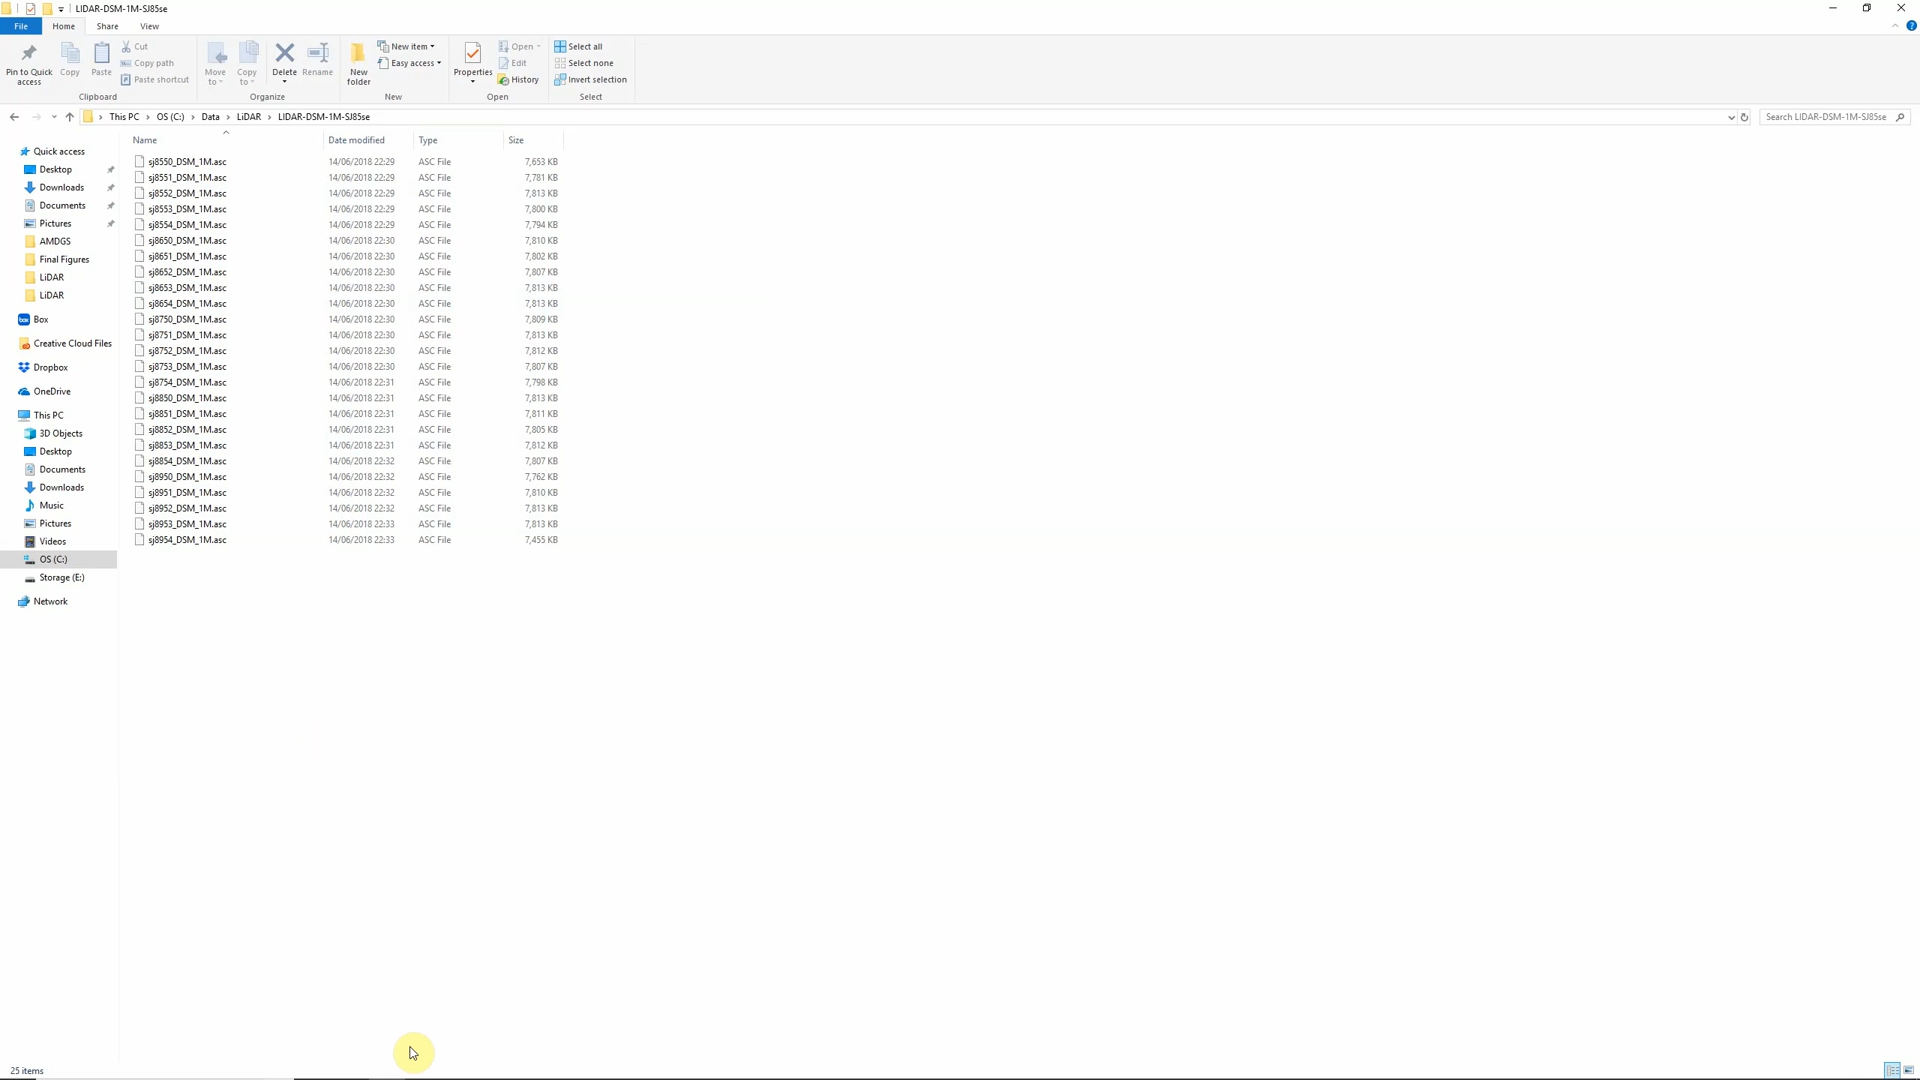 LIDAR-DSM-1M-SJ85se
File Home Share View
Pin to Quick access
Copy
Paste
Cut
Copy path
Paste shortcut
Clipboard
Move to
Copy to
Delete
Rename
Organize
New folder
New item
Easy access
New
Properties
Open
Edit
History
Open
Select all
Select none
Invert selection
Select
This PC > OS (C:) > Data > LiDAR > LIDAR-DSM-1M-SJ85se
Search LIDAR-DSM-1M-SJ85se
Quick access
Desktop
Downloads
Documents
Pictures
AMDGS
Final Figures
LiDAR
LiDAR
Box
Creative Cloud Files
Dropbox
OneDrive
This PC
3D Objects
Desktop
Documents
Downloads
Music
Pictures
Videos
OS (C:)
Storage (E:)
Network
Name Date modified Type Size
sj8550_DSM_1M.asc 14/06/2018 22:29 ASC File 7,653 KB
sj8551_DSM_1M.asc 14/06/2018 22:29 ASC File 7,781 KB
sj8552_DSM_1M.asc 14/06/2018 22:29 ASC File 7,813 KB
sj8553_DSM_1M.asc 14/06/2018 22:29 ASC File 7,800 KB
sj8554_DSM_1M.asc 14/06/2018 22:29 ASC File 7,794 KB
sj8650_DSM_1M.asc 14/06/2018 22:30 ASC File 7,810 KB
sj8651_DSM_1M.asc 14/06/2018 22:30 ASC File 7,802 KB
sj8652_DSM_1M.asc 14/06/2018 22:30 ASC File 7,807 KB
sj8653_DSM_1M.asc 14/06/2018 22:30 ASC File 7,813 KB
sj8654_DSM_1M.asc 14/06/2018 22:30 ASC File 7,813 KB
sj8750_DSM_1M.asc 14/06/2018 22:30 ASC File 7,809 KB
sj8751_DSM_1M.asc 14/06/2018 22:30 ASC File 7,813 KB
sj8752_DSM_1M.asc 14/06/2018 22:30 ASC File 7,812 KB
sj8753_DSM_1M.asc 14/06/2018 22:30 ASC File 7,807 KB
sj8754_DSM_1M.asc 14/06/2018 22:31 ASC File 7,798 KB
sj8850_DSM_1M.asc 14/06/2018 22:31 ASC File 7,813 KB
sj8851_DSM_1M.asc 14/06/2018 22:31 ASC File 7,811 KB
sj8852_DSM_1M.asc 14/06/2018 22:31 ASC File 7,805 KB
sj8853_DSM_1M.asc 14/06/2018 22:31 ASC File 7,812 KB
sj8854_DSM_1M.asc 14/06/2018 22:32 ASC File 7,807 KB
sj8950_DSM_1M.asc 14/06/2018 22:32 ASC File 7,762 KB
sj8951_DSM_1M.asc 14/06/2018 22:32 ASC File 7,810 KB
sj8952_DSM_1M.asc 14/06/2018 22:32 ASC File 7,813 KB
sj8953_DSM_1M.asc 14/06/2018 22:33 ASC File 7,813 KB
sj8954_DSM_1M.asc 14/06/2018 22:33 ASC File 7,455 KB
25 items